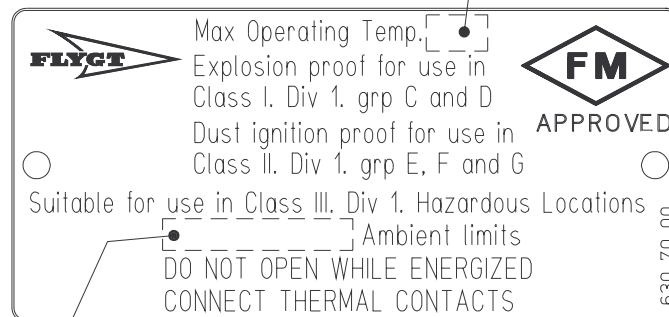 Max Operating Temp.
FLYGT
Explosion proof for use in
Class I. Div 1. grp C and D
FM
APPROVED
Dust ignition proof for use in
Class II. Div 1. grp E, F and G
Suitable for use in Class III. Div 1. Hazardous Locations
Ambient limits
DO NOT OPEN WHILE ENERGIZED
CONNECT THERMAL CONTACTS